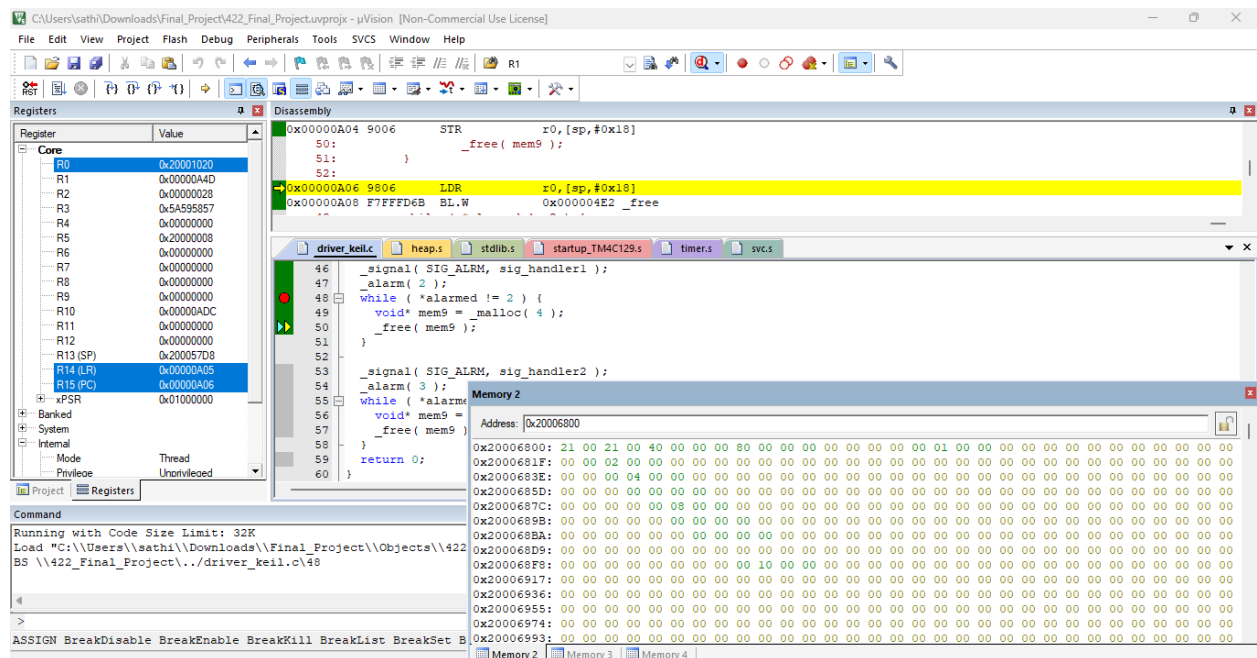 C:\Users\sathi\Downloads\Final_Project\422_Final_Project.uvprojx - µVision [Non-Commercial Use License]
File Edit View Project Flash Debug Peripherals Tools SVCS Window Help
R1
RST
Registers
Register Value
Core
R0 0x20001020
R1 0x00000A4D
R2 0x00000028
R3 0x5A595857
R4 0x00000000
R5 0x20000008
R6 0x00000000
R7 0x00000000
R8 0x00000000
R9 0x00000000
R10 0x00000ADC
R11 0x00000000
R12 0x00000000
R13 (SP) 0x200057D8
R14 (LR) 0x00000A05
R15 (PC) 0x00000A06
xPSR 0x01000000
Banked
System
Internal
Mode Thread
Privilege Unprivileged
Project Registers
Disassembly
0x00000A04 9006 STR r0,[sp,#0x18]
50: _free( mem9 );
51: }
52:
0x00000A06 9806 LDR r0,[sp,#0x18]
0x00000A08 F7FFFD6B BL.W 0x000004E2 _free
driver_keil.c heap.s stdlib.s startup_TM4C129.s timer.s svc.s
46 _signal( SIG_ALRM, sig_handler1 );
47 _alarm( 2 );
48 while ( *alarmed != 2 ) {
49 void* mem9 = _malloc( 4 );
50 _free( mem9 );
51 }
52
53 _signal( SIG_ALRM, sig_handler2 );
54 _alarm( 3 );
55 while ( *alarme
56 void* mem9 =
57 _free( mem9 )
58 }
59 return 0;
60 }
Command
Running with Code Size Limit: 32K
Load "C:\\Users\\sathi\\Downloads\\Final_Project\\Objects\\422
BS \\422_Final_Project\../driver_keil.c\48
>
ASSIGN BreakDisable BreakEnable BreakKill BreakList BreakSet B
Memory 2
Address: 0x20006800
0x20006800: 21 00 21 00 40 00 00 00 80 00 00 00 00 00 00 00 00 01 00 00 00 00 00 00 00 00 00 00 00 00 00
0x2000681F: 00 00 02 00 00 00 00 00 00 00 00 00 00 00 00 00 00 00 00 00 00 00 00 00 00 00 00 00 00 00 00
0x2000683E: 00 00 00 04 00 00 00 00 00 00 00 00 00 00 00 00 00 00 00 00 00 00 00 00 00 00 00 00 00 00 00
0x2000685D: 00 00 00 00 00 00 00 00 00 00 00 00 00 00 00 00 00 00 00 00 00 00 00 00 00 00 00 00 00 00 00
0x2000687C: 00 00 00 00 00 08 00 00 00 00 00 00 00 00 00 00 00 00 00 00 00 00 00 00 00 00 00 00 00 00 00
0x2000689B: 00 00 00 00 00 00 00 00 00 00 00 00 00 00 00 00 00 00 00 00 00 00 00 00 00 00 00 00 00 00 00
0x200068BA: 00 00 00 00 00 00 00 00 00 00 00 00 00 00 00 00 00 00 00 00 00 00 00 00 00 00 00 00 00 00 00
0x200068D9: 00 00 00 00 00 00 00 00 00 00 00 00 00 00 00 00 00 00 00 00 00 00 00 00 00 00 00 00 00 00 00
0x200068F8: 00 00 00 00 00 00 00 00 00 10 00 00 00 00 00 00 00 00 00 00 00 00 00 00 00 00 00 00 00 00 00
0x20006917: 00 00 00 00 00 00 00 00 00 00 00 00 00 00 00 00 00 00 00 00 00 00 00 00 00 00 00 00 00 00 00
0x20006936: 00 00 00 00 00 00 00 00 00 00 00 00 00 00 00 00 00 00 00 00 00 00 00 00 00 00 00 00 00 00 00
0x20006955: 00 00 00 00 00 00 00 00 00 00 00 00 00 00 00 00 00 00 00 00 00 00 00 00 00 00 00 00 00 00 00
0x20006974: 00 00 00 00 00 00 00 00 00 00 00 00 00 00 00 00 00 00 00 00 00 00 00 00 00 00 00 00 00 00 00
0x20006993: 00 00 00 00 00 00 00 00 00 00 00 00 00 00 00 00 00 00 00 00 00 00 00 00 00 00 00 00 00 00 00
Memory 2 Memory 3 Memory 4